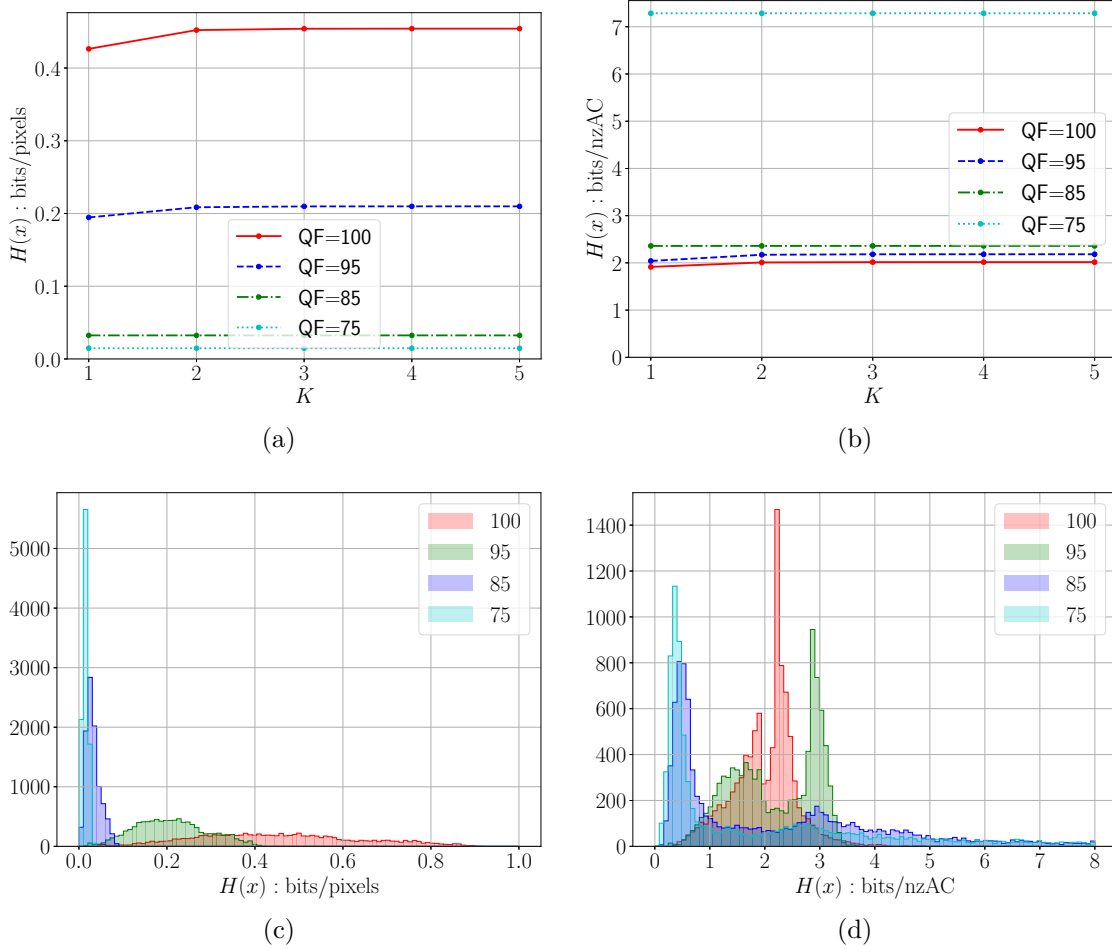 0.4
0.3
0.2
0.1
0.0
H(x) : bits/pixels
QF=100
QF=95
QF=85
QF=75
1 2 3 4 5
K
(a)
7
6
5
4
3
2
1
0
H(x) : bits/nzAC
QF=100
QF=95
QF=85
QF=75
1 2 3 4 5
K
(b)
5000
4000
3000
2000
1000
0
100
95
85
75
0.0 0.2 0.4 0.6 0.8 1.0
H(x) : bits/pixels
(c)
1400
1200
1000
800
600
400
200
0
100
95
85
75
0 1 2 3 4 5 6 7 8
H(x) : bits/nzAC
(d)